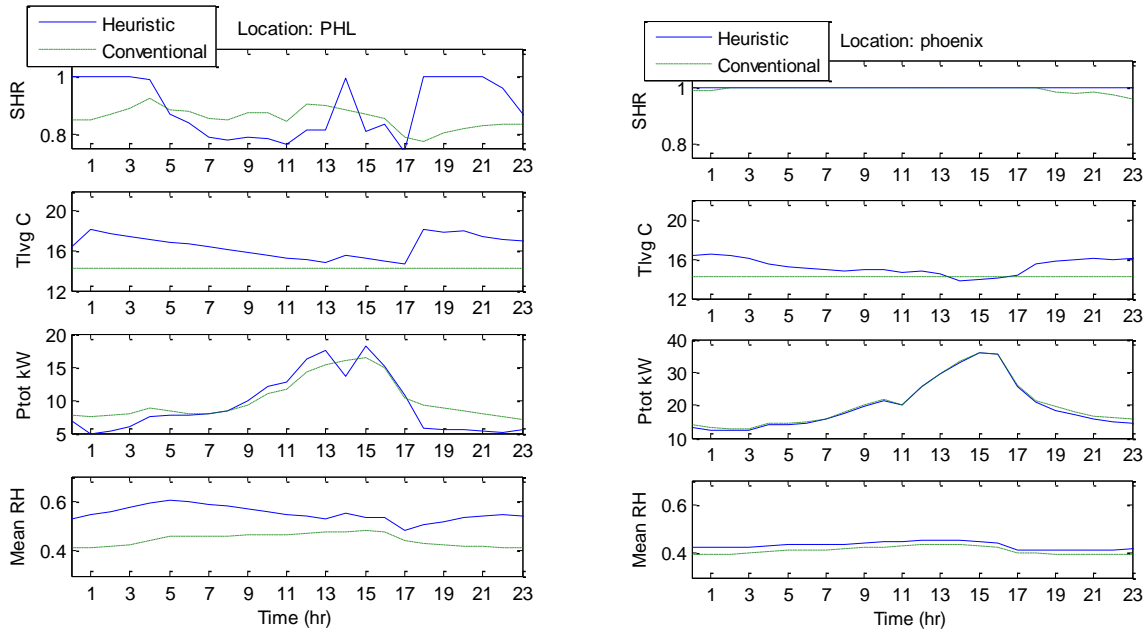 Heuristic
Conventional
Location: PHL
1
0.8
SHR
1 3 5 7 9 11 13 15 17 19 21 23
20
16
12
Tlvg C
1 3 5 7 9 11 13 15 17 19 21 23
20
15
10
5
Ptot kW
1 3 5 7 9 11 13 15 17 19 21 23
0.6
0.4
Mean RH
1 3 5 7 9 11 13 15 17 19 21 23
Time (hr)
Heuristic
Conventional
Location: phoenix
1
0.8
SHR
1 3 5 7 9 11 13 15 17 19 21 23
20
16
12
Tlvg C
1 3 5 7 9 11 13 15 17 19 21 23
40
30
20
10
Ptot kW
1 3 5 7 9 11 13 15 17 19 21 23
0.6
0.4
Mean RH
1 3 5 7 9 11 13 15 17 19 21 23
Time (hr)